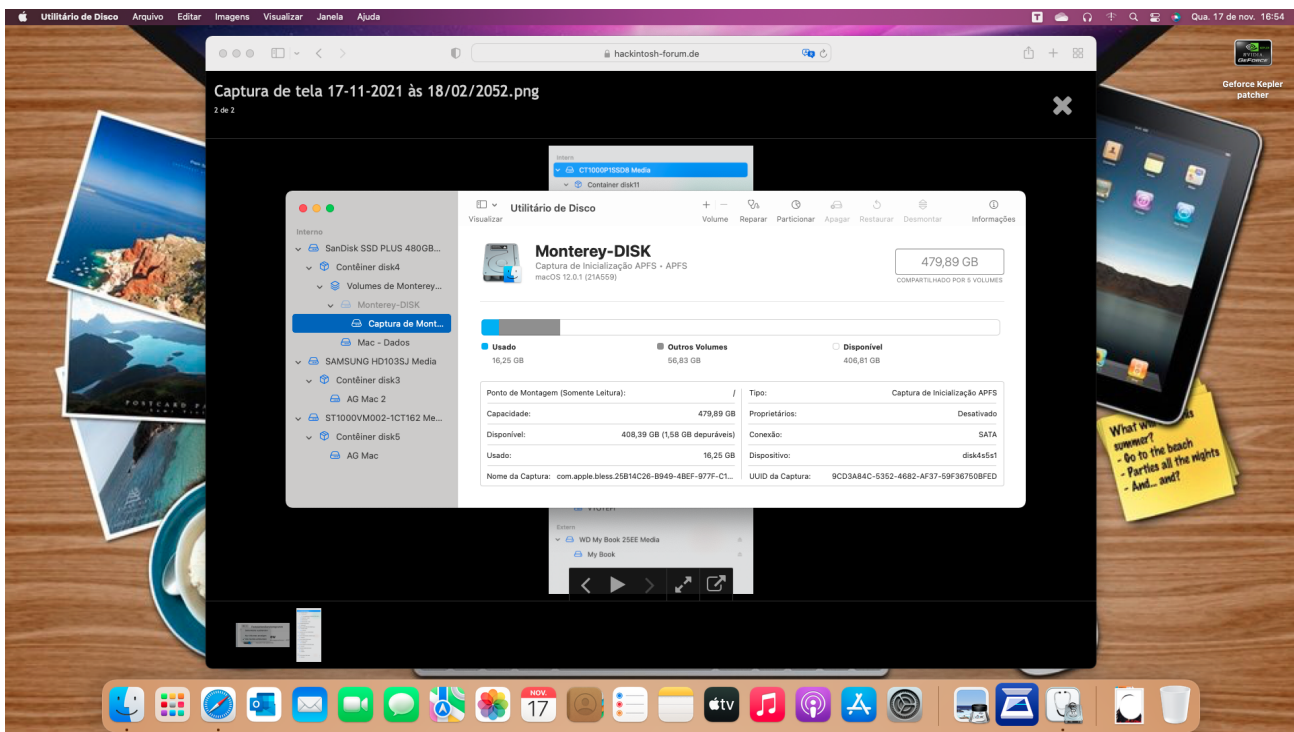 Utilitário de Disco Arquivo Editar Imagens Visualizar Janela Ajuda
Qua. 17 de nov. 16:54
hackintosh-forum.de
NVIDIA
GEFORCE
Geforce Kepler
patcher
Captura de tela 17-11-2021 às 18/02/2052.png
2 de 2
Intern
CT1000P1SSD8 Media
Container disk11
Interno
SanDisk SSD PLUS 480GB...
Contêiner disk4
Volumes de Monterey...
Monterey-DISK
Captura de Mont...
Mac - Dados
SAMSUNG HD103SJ Media
Contêiner disk3
AG Mac 2
ST1000VM002-1CT162 Me...
Contêiner disk5
AG Mac
Visualizar
Utilitário de Disco
Volume Reparar Particionar Apagar Restaurar Desmontar Informações
Monterey-DISK
Captura de Inicialização APFS • APFS
macOS 12.0.1 (21A559)
479,89 GB
COMPARTILHADO POR 5 VOLUMES
Usado
16,25 GB
Outros Volumes
56,83 GB
Disponível
406,81 GB
Ponto de Montagem (Somente Leitura): /
Capacidade: 479,89 GB
Disponível: 408,39 GB (1,58 GB depuráveis)
Usado: 16,25 GB
Nome da Captura: com.apple.bless.25B14C26-B949-4BEF-977F-C1...
Tipo: Captura de Inicialização APFS
Proprietários: Desativado
Conexão: SATA
Dispositivo: disk4s5s1
UUID da Captura: 9CD3A84C-5352-4682-AF37-59F36750BFED
Extern
WD My Book 25EE Media
My Book
POSTCARD
summer?
- Go to the beach
- Parties all the nights
- And... and?
NOV.
17
tv